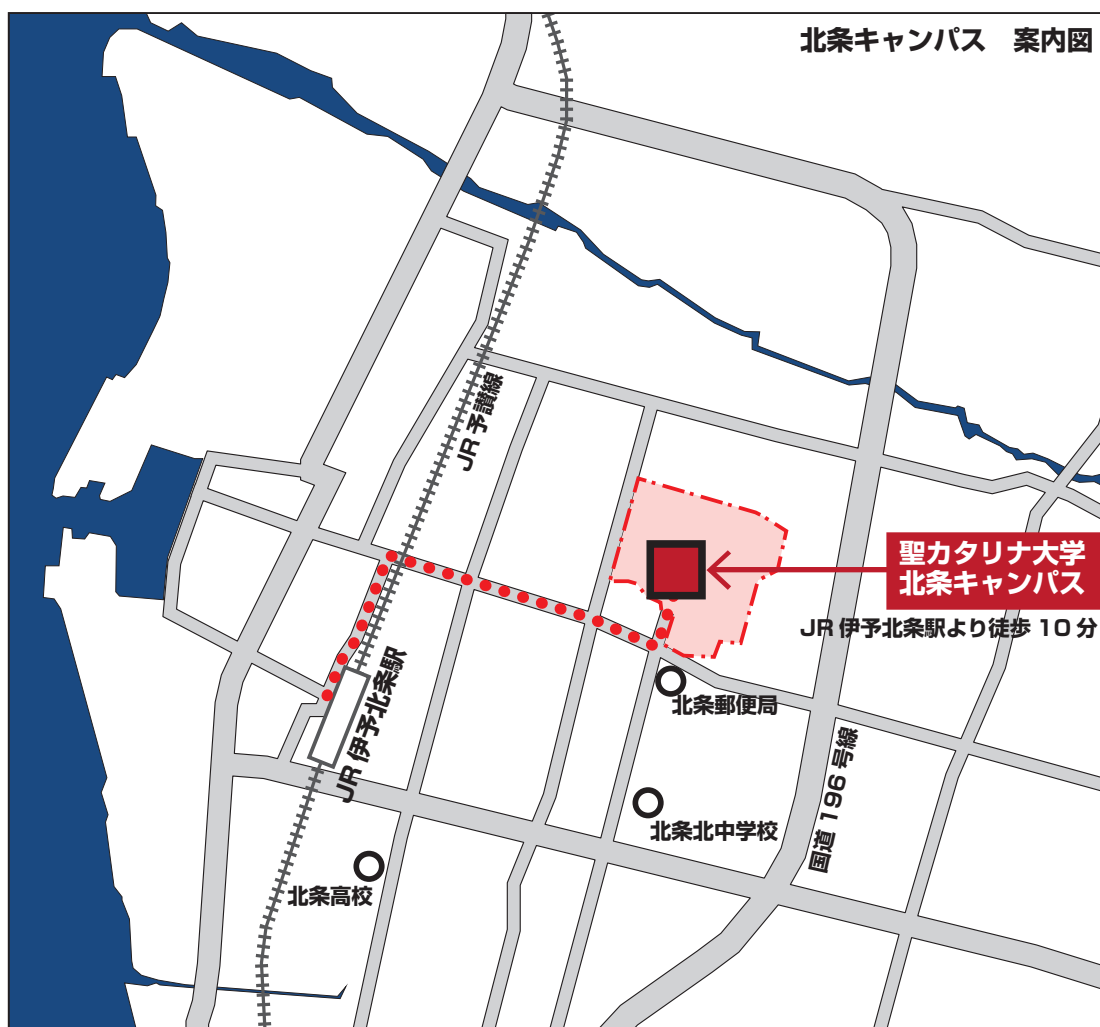 北条キャンパス　案内図
JR 予讃線
聖カタリナ大学
北条キャンパス
JR 伊予北条駅より徒歩 10 分
JR 伊予北条駅
北条郵便局
国道 196 号線
北条北中学校
北条高校